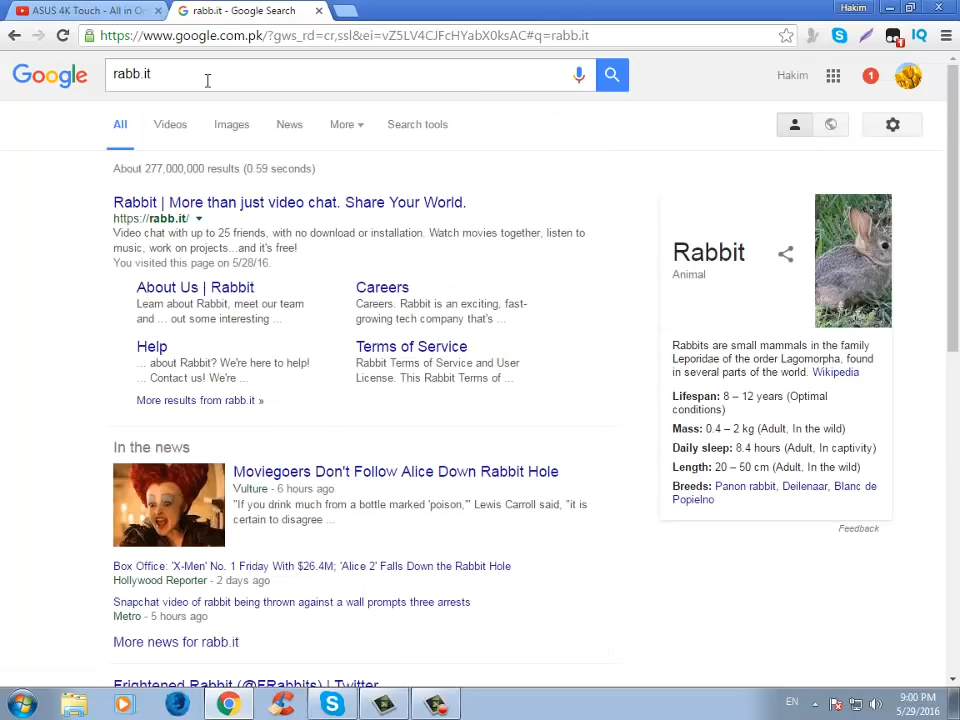 ASUS 4K Touch - All in On
rabb.it - Google Search
Hakim
https://www.google.com.pk/?gws_rd=cr,ssl&ei=vZ5LV4CJFcHYabX0ksAC#q=rabb.it
1
IQ
Google
rabb.it
Hakim
1
All
Videos
Images
News
More
Search tools
About 277,000,000 results (0.59 seconds)
Rabbit | More than just video chat. Share Your World.
https://rabb.it/
Video chat with up to 25 friends, with no download or installation. Watch movies together, listen to
music, work on projects...and it's free!
You visited this page on 5/28/16.
About Us | Rabbit
Learn about Rabbit, meet our team
and ... out some interesting ...
Careers
Careers. Rabbit is an exciting, fast-
growing tech company that's ...
Help
... about Rabbit? We're here to help!
... Contact us! We're ...
Terms of Service
Rabbit Terms of Service and User
License. This Rabbit Terms of ...
More results from rabb.it »
In the news
Moviegoers Don't Follow Alice Down Rabbit Hole
Vulture - 6 hours ago
"If you drink much from a bottle marked 'poison,'" Lewis Carroll said, "it is
certain to disagree ...
Box Office: 'X-Men' No. 1 Friday With $26.4M; 'Alice 2' Falls Down the Rabbit Hole
Hollywood Reporter - 2 days ago
Snapchat video of rabbit being thrown against a wall prompts three arrests
Metro - 5 hours ago
More news for rabb.it
Frightened Rabbit (@FRabbits) | Twitter
Rabbit
Animal
Rabbits are small mammals in the family
Leporidae of the order Lagomorpha, found
in several parts of the world. Wikipedia
Lifespan: 8 – 12 years (Optimal
conditions)
Mass: 0.4 – 2 kg (Adult, In the wild)
Daily sleep: 8.4 hours (Adult, In captivity)
Length: 20 – 50 cm (Adult, In the wild)
Breeds: Panon rabbit, Deilenaar, Blanc de
Popielno
Feedback
EN
9:00 PM
5/29/2016